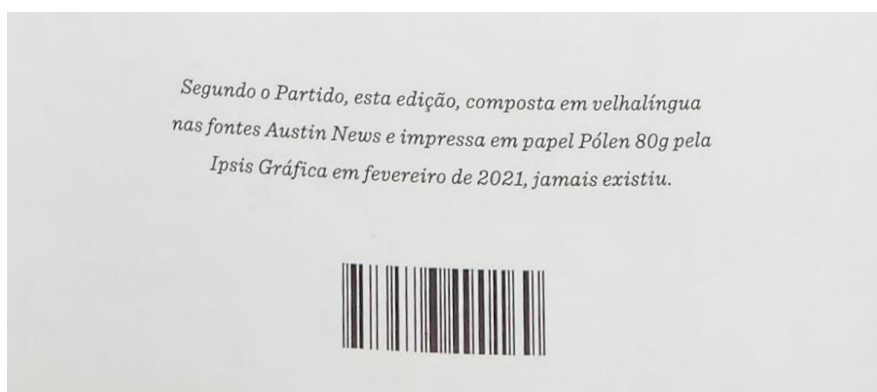 Segundo o Partido, esta edição, composta em velhalíngua
nas fontes Austin News e impressa em papel Pólen 80g pela
Ipsis Gráfica em fevereiro de 2021, jamais existiu.